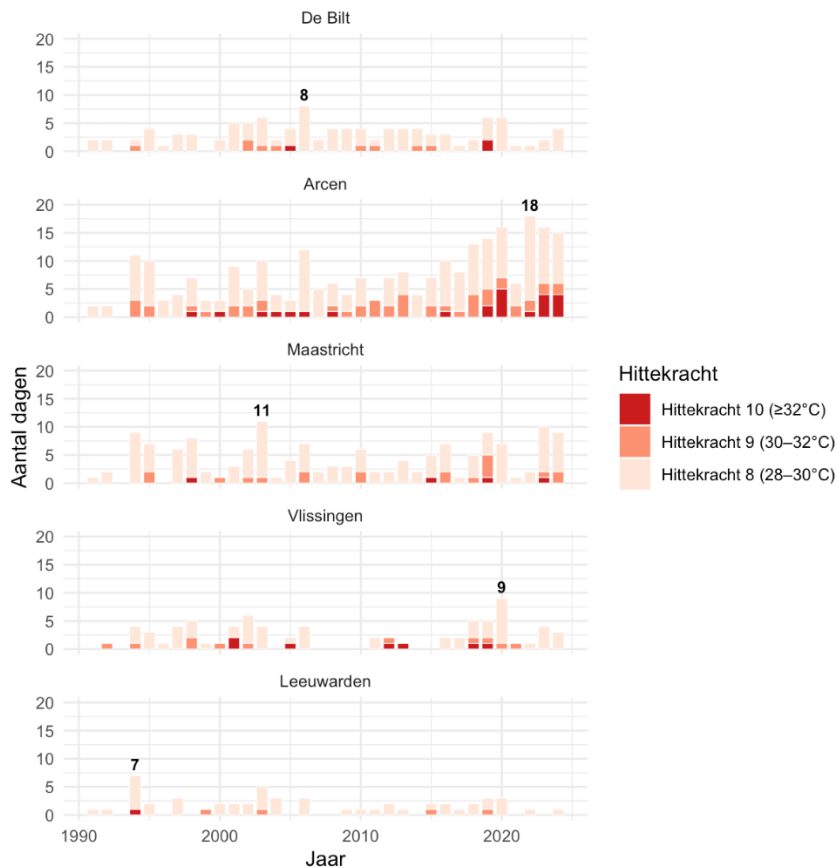 De Bilt
20
15
10
5
0
8
Arcen
20
15
10
5
0
18
Maastricht
20
15
10
5
0
11
Vlissingen
20
15
10
5
0
9
Leeuwarden
20
15
10
5
0
7
1990 2000 2010 2020
Jaar
Aantal dagen
Hittekracht
Hittekracht 10 (≥32°C)
Hittekracht 9 (30–32°C)
Hittekracht 8 (28–30°C)